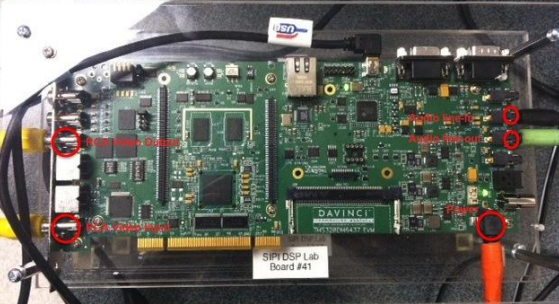 USB
Audio line-in
RCA Video Output
Audio line-out
Power
RCA Video Input
DAVINCI
TMS320DM6437 EVM
SIPI DSP Lab
Board #41